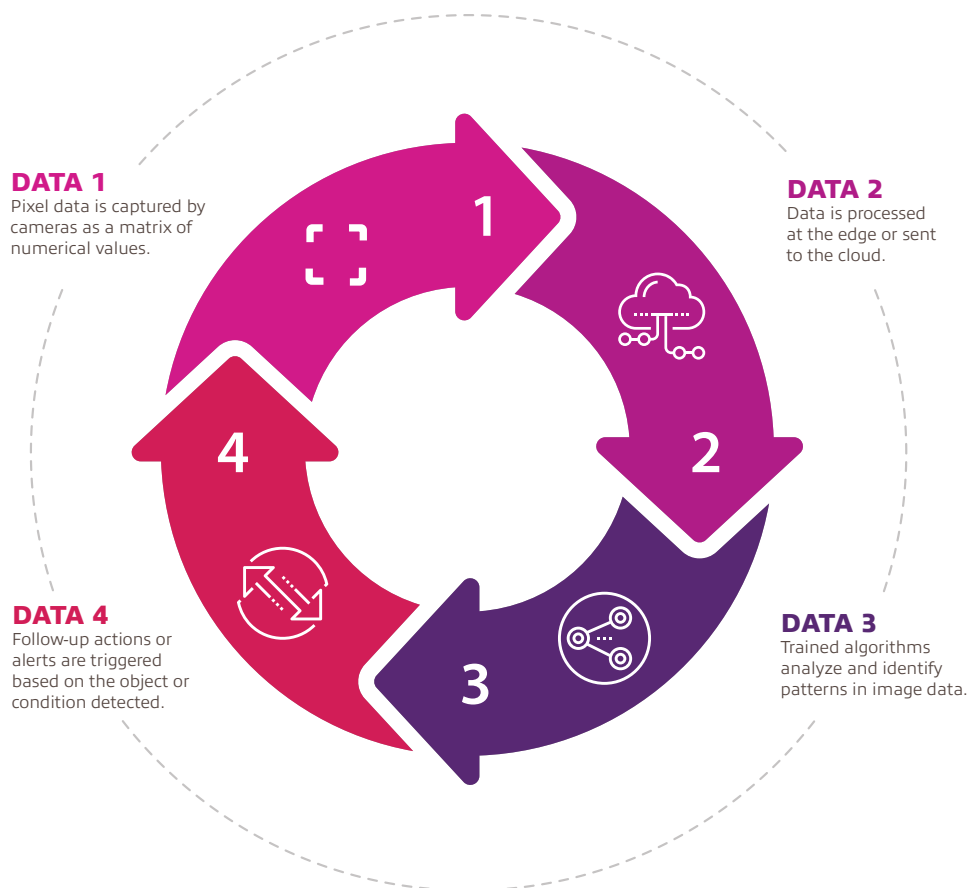 DATA 1
Pixel data is captured by
cameras as a matrix of
numerical values.
1
DATA 2
Data is processed
at the edge or sent
to the cloud.
2
DATA 3
Trained algorithms
analyze and identify
patterns in image data.
3
DATA 4
Follow-up actions or
alerts are triggered
based on the object or
condition detected.
4